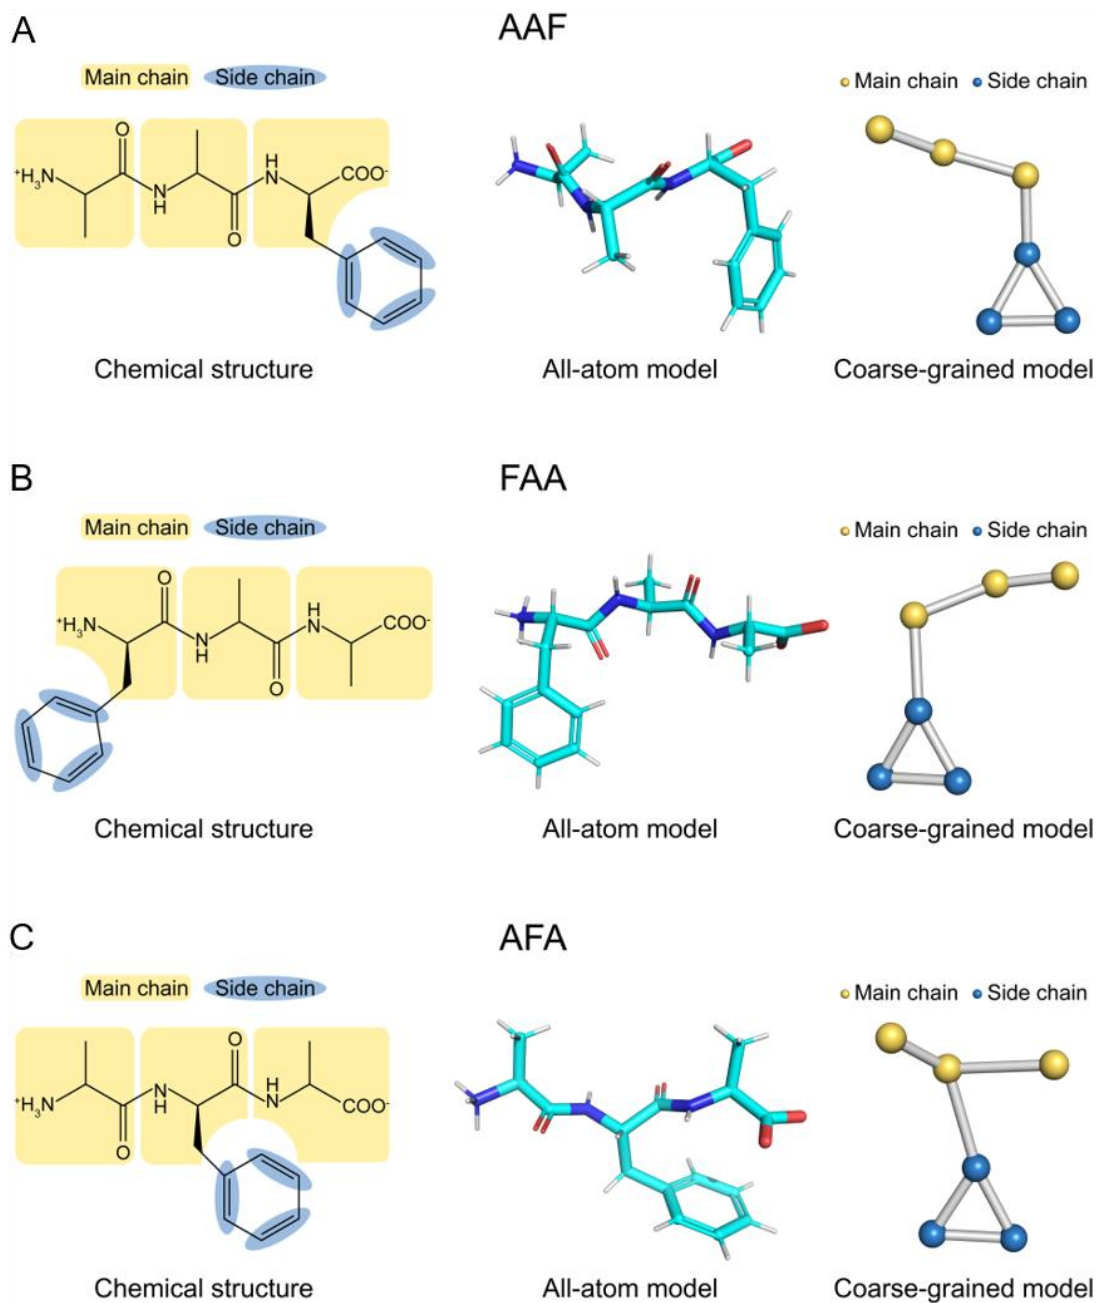 A
AAF
Main chain Side chain
Main chain Side chain
O
⁺H₃N
N
H
O
H
N
COO⁻
Chemical structure
All-atom model
Coarse-grained model
B
FAA
Main chain Side chain
Main chain Side chain
O
⁺H₃N
N
H
O
H
N
COO⁻
Chemical structure
All-atom model
Coarse-grained model
C
AFA
Main chain Side chain
Main chain Side chain
⁺H₃N
O
H
N
O
N
H
COO⁻
Chemical structure
All-atom model
Coarse-grained model